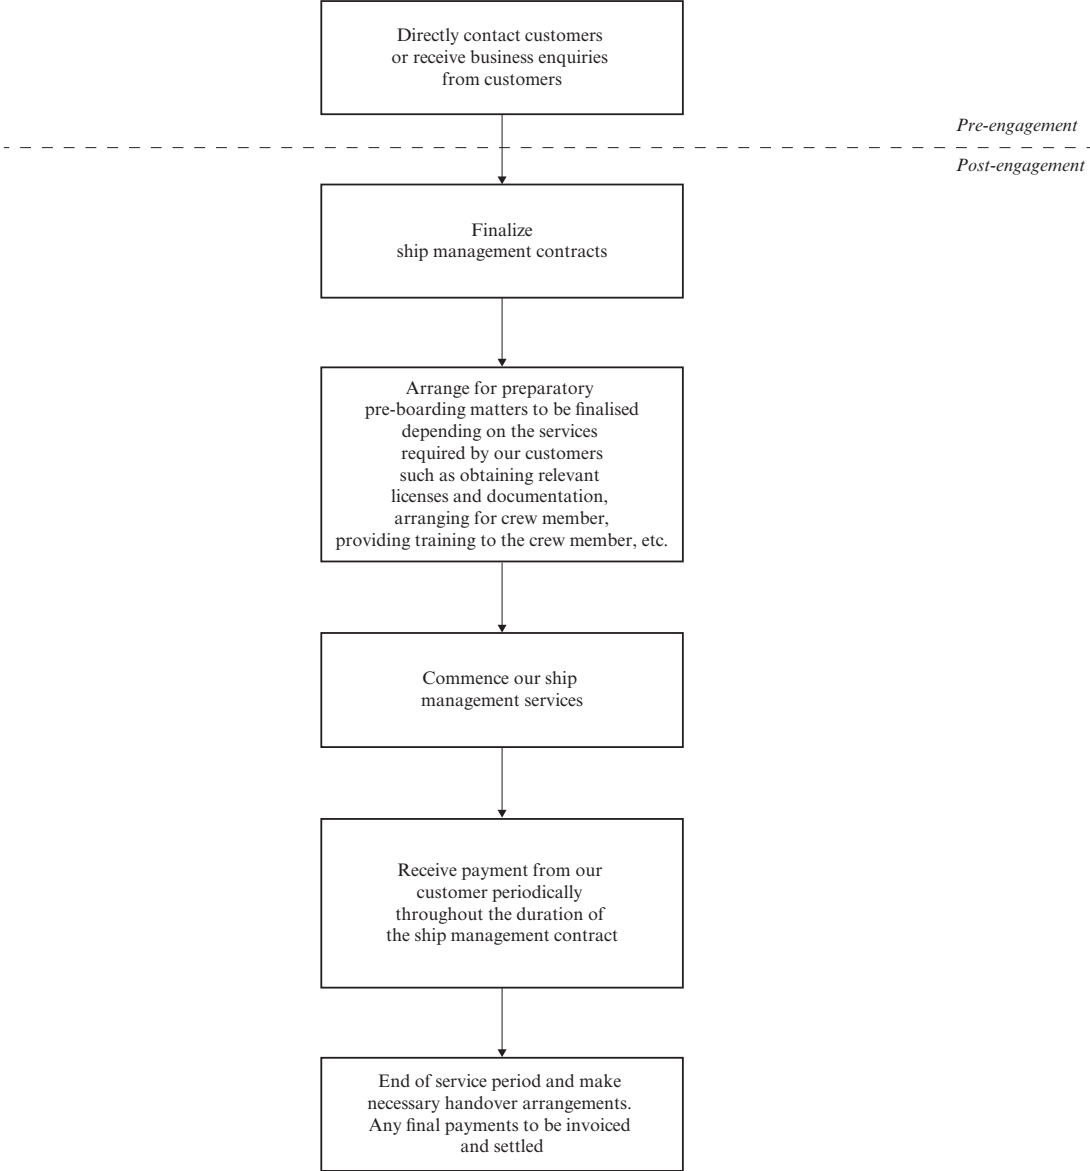 Directly contact customers
or receive business enquiries
from customers
Pre-engagement
Post-engagement
Finalize
ship management contracts
Arrange for preparatory
pre-boarding matters to be finalised
depending on the services
required by our customers
such as obtaining relevant
licenses and documentation,
arranging for crew member,
providing training to the crew member, etc.
Commence our ship
management services
Receive payment from our
customer periodically
throughout the duration of
the ship management contract
End of service period and make
necessary handover arrangements.
Any final payments to be invoiced
and settled